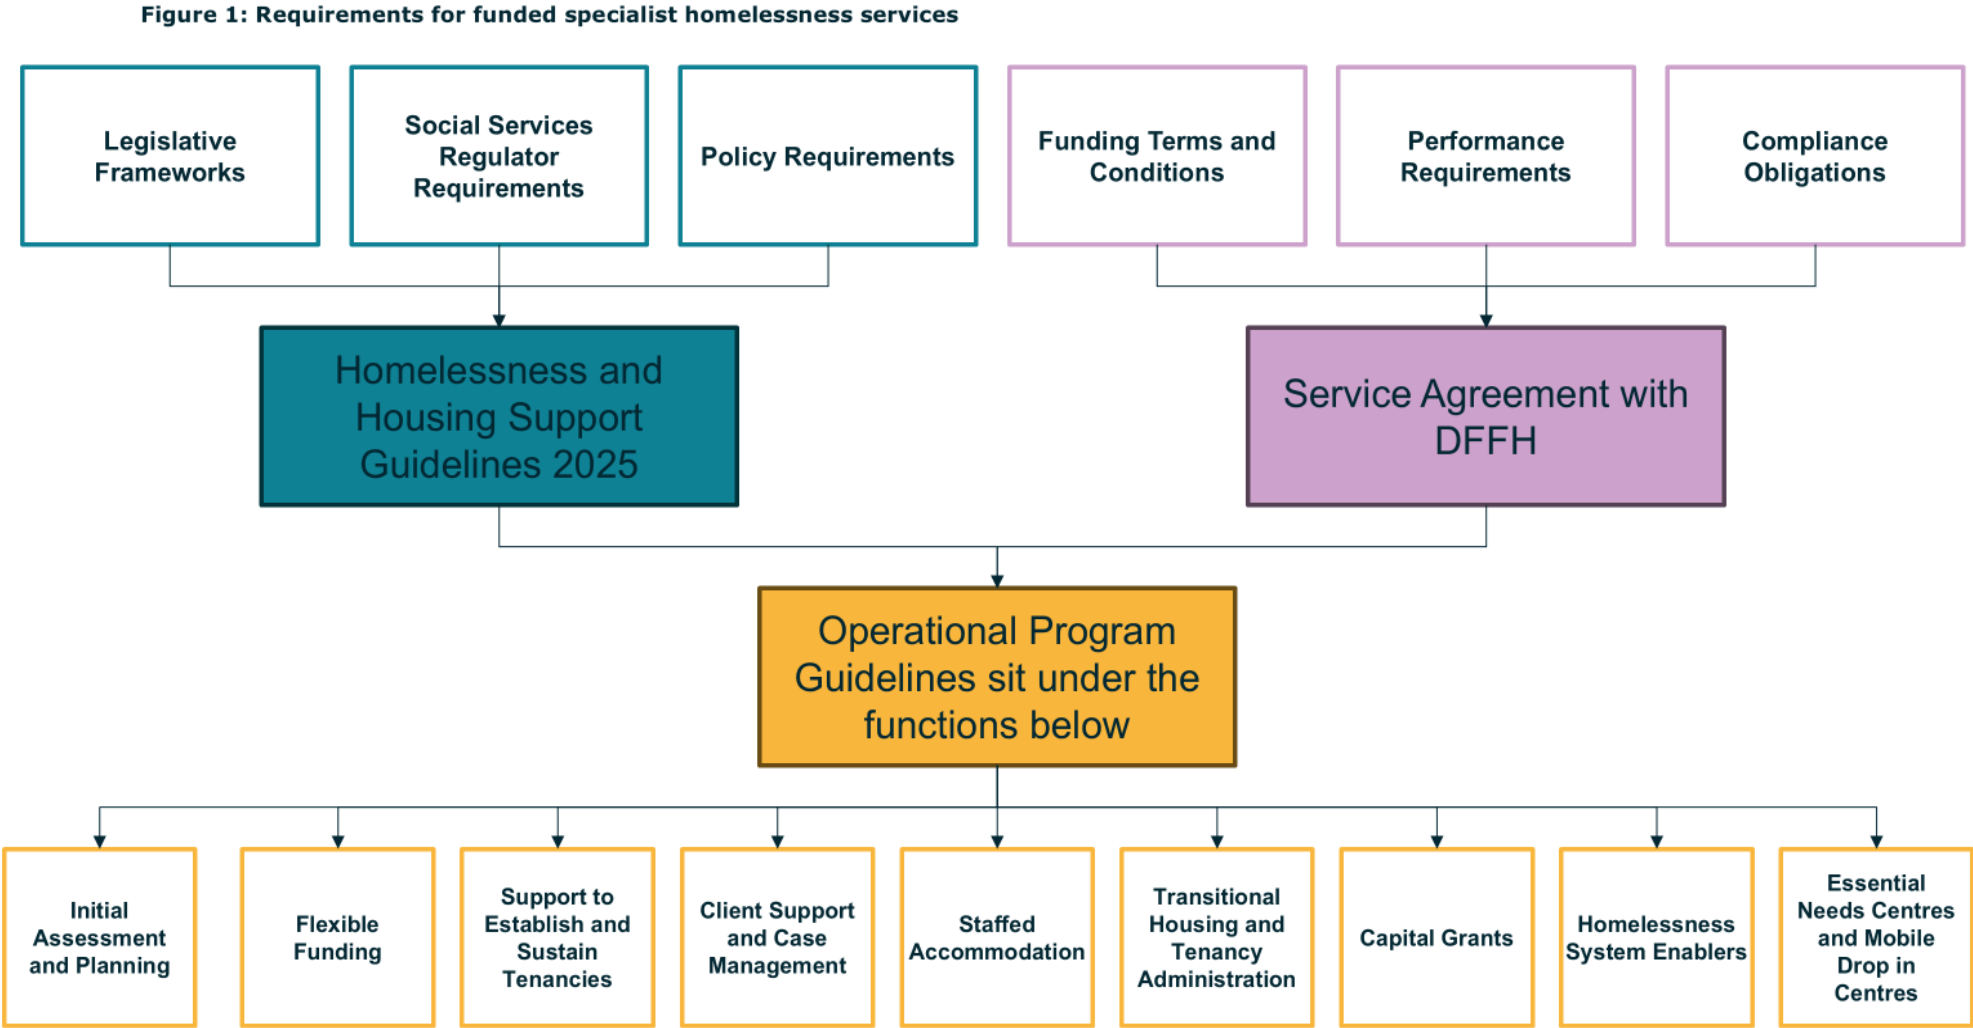 Figure 1: Requirements for funded specialist homelessness services
Legislative
Frameworks
Social Services
Regulator
Requirements
Policy Requirements
Funding Terms and
Conditions
Performance
Requirements
Compliance
Obligations
Homelessness and
Housing Support
Guidelines 2025
Service Agreement with
DFFH
Operational Program
Guidelines sit under the
functions below
Initial
Assessment
and Planning
Flexible
Funding
Support to
Establish and
Sustain
Tenancies
Client Support
and Case
Management
Staffed
Accommodation
Transitional
Housing and
Tenancy
Administration
Capital Grants
Homelessness
System Enablers
Essential
Needs Centres
and Mobile
Drop in
Centres